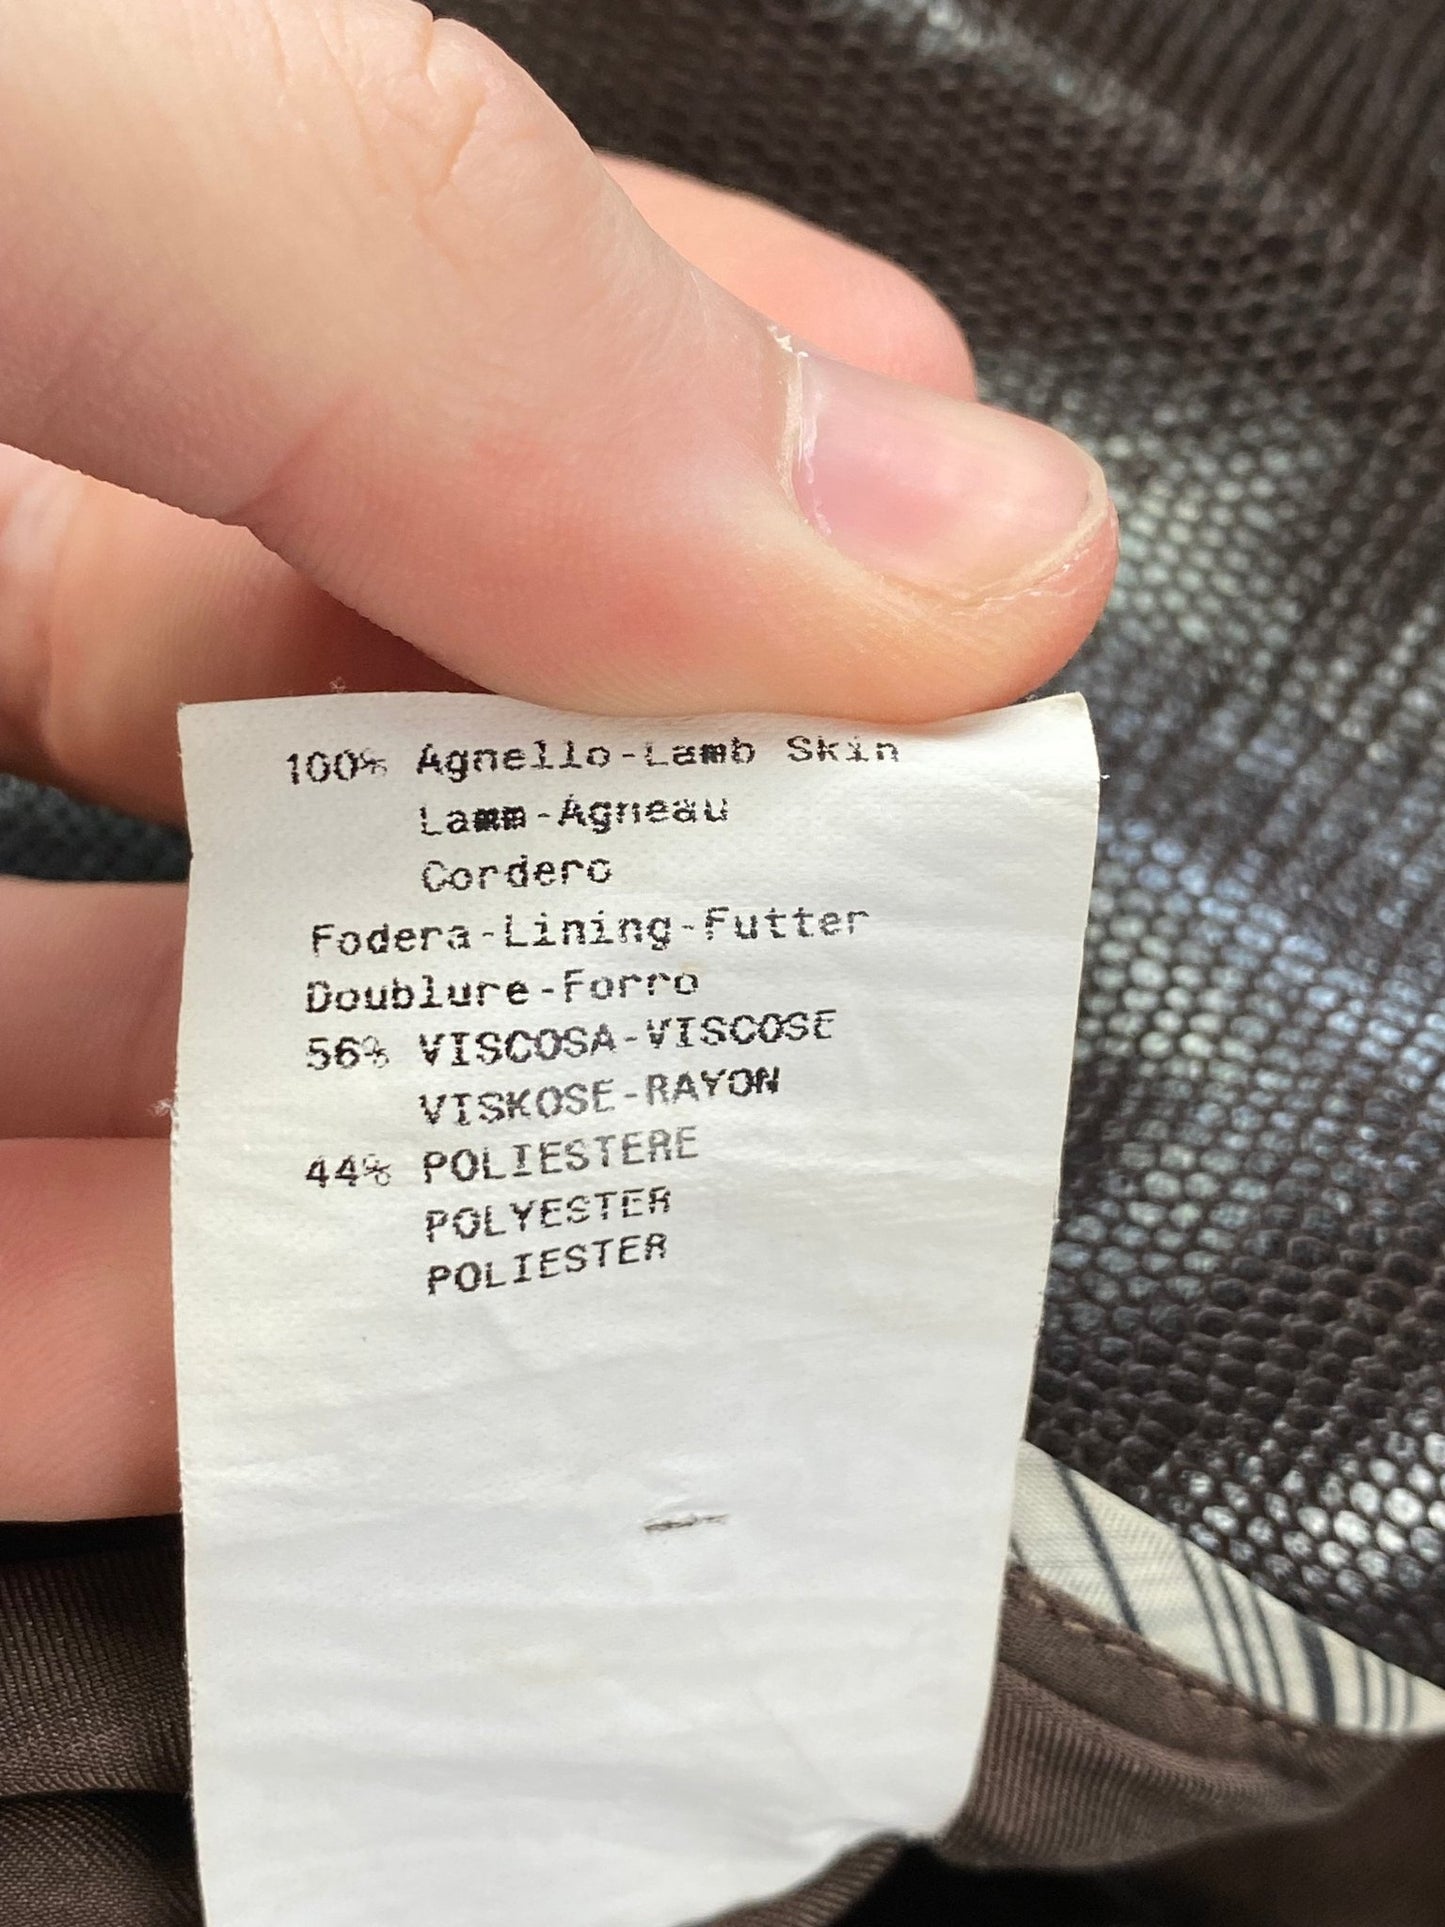 100% Agnello-Lamb Skin
Lamm-Agneau
Cordero
Fodera-Lining-Futter
Doublure-Forro
56% VISCOSA-VISCOSE
VISKOSE-RAYON
44% POLIESTERE
POLYESTER
POLIESTER